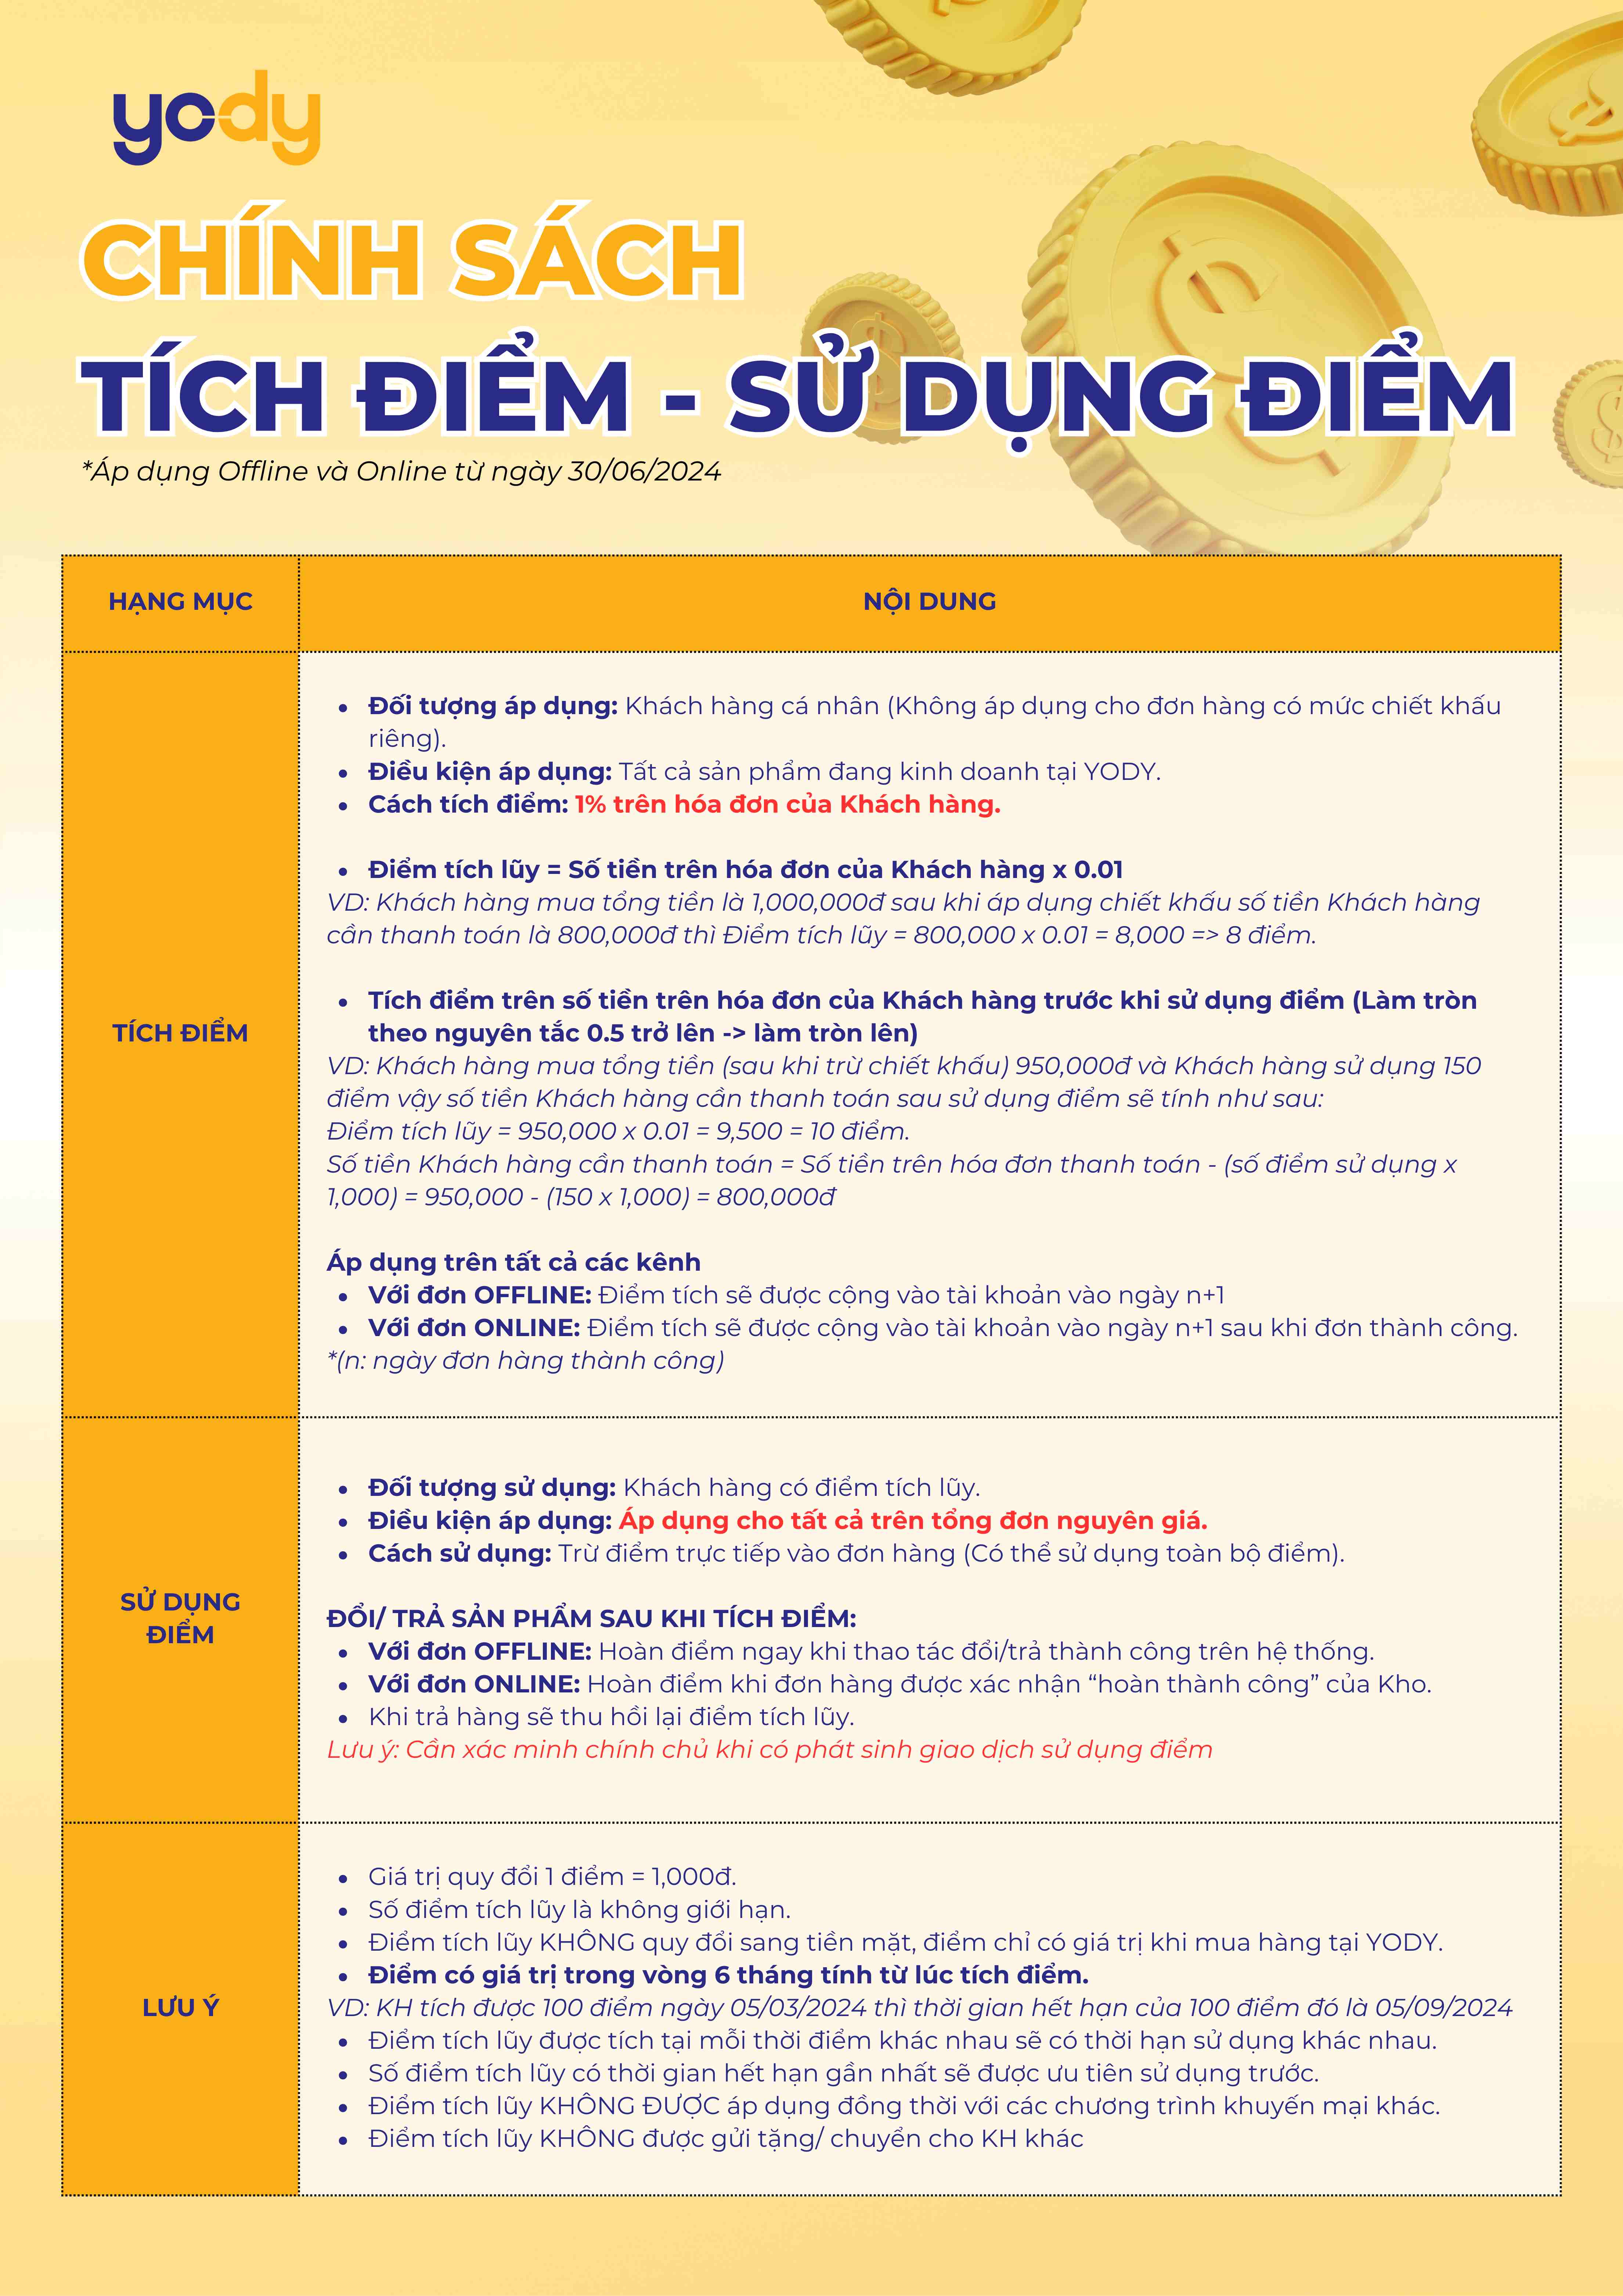 yody
CHÍNH SÁCH
TÍCH ĐIỂM - SỬ DỤNG ĐIỂM
*Áp dụng Offline và Online từ ngày 30/06/2024
HẠNG MỤC
NỘI DUNG
TÍCH ĐIỂM
• Đối tượng áp dụng: Khách hàng cá nhân (Không áp dụng cho đơn hàng có mức chiết khấu
riêng).
• Điều kiện áp dụng: Tất cả sản phẩm đang kinh doanh tại YODY.
• Cách tích điểm: 1% trên hóa đơn của Khách hàng.
• Điểm tích lũy = Số tiền trên hóa đơn của Khách hàng x 0.01
VD: Khách hàng mua tổng tiền là 1,000,000đ sau khi áp dụng chiết khấu số tiền Khách hàng
cần thanh toán là 800,000đ thì Điểm tích lũy = 800,000 x 0.01 = 8,000 => 8 điểm.
• Tích điểm trên số tiền trên hóa đơn của Khách hàng trước khi sử dụng điểm (Làm tròn
theo nguyên tắc 0.5 trở lên -> làm tròn lên)
VD: Khách hàng mua tổng tiền (sau khi trừ chiết khấu) 950,000đ và Khách hàng sử dụng 150
điểm vậy số tiền Khách hàng cần thanh toán sau sử dụng điểm sẽ tính như sau:
Điểm tích lũy = 950,000 x 0.01 = 9,500 = 10 điểm.
Số tiền Khách hàng cần thanh toán = Số tiền trên hóa đơn thanh toán - (số điểm sử dụng x
1,000) = 950,000 - (150 x 1,000) = 800,000đ
Áp dụng trên tất cả các kênh
• Với đơn OFFLINE: Điểm tích sẽ được cộng vào tài khoản vào ngày n+1
• Với đơn ONLINE: Điểm tích sẽ được cộng vào tài khoản vào ngày n+1 sau khi đơn thành công.
*(n: ngày đơn hàng thành công)
SỬ DỤNG
ĐIỂM
• Đối tượng sử dụng: Khách hàng có điểm tích lũy.
• Điều kiện áp dụng: Áp dụng cho tất cả trên tổng đơn nguyên giá.
• Cách sử dụng: Trừ điểm trực tiếp vào đơn hàng (Có thể sử dụng toàn bộ điểm).
ĐỔI/ TRẢ SẢN PHẨM SAU KHI TÍCH ĐIỂM:
• Với đơn OFFLINE: Hoàn điểm ngay khi thao tác đổi/trả thành công trên hệ thống.
• Với đơn ONLINE: Hoàn điểm khi đơn hàng được xác nhận “hoàn thành công” của Kho.
• Khi trả hàng sẽ thu hồi lại điểm tích lũy.
Lưu ý: Cần xác minh chính chủ khi có phát sinh giao dịch sử dụng điểm
LƯU Ý
• Giá trị quy đổi 1 điểm = 1,000đ.
• Số điểm tích lũy là không giới hạn.
• Điểm tích lũy KHÔNG quy đổi sang tiền mặt, điểm chỉ có giá trị khi mua hàng tại YODY.
• Điểm có giá trị trong vòng 6 tháng tính từ lúc tích điểm.
VD: KH tích được 100 điểm ngày 05/03/2024 thì thời gian hết hạn của 100 điểm đó là 05/09/2024
• Điểm tích lũy được tích tại mỗi thời điểm khác nhau sẽ có thời hạn sử dụng khác nhau.
• Số điểm tích lũy có thời gian hết hạn gần nhất sẽ được ưu tiên sử dụng trước.
• Điểm tích lũy KHÔNG ĐƯỢC áp dụng đồng thời với các chương trình khuyến mại khác.
• Điểm tích lũy KHÔNG được gửi tặng/ chuyển cho KH khác